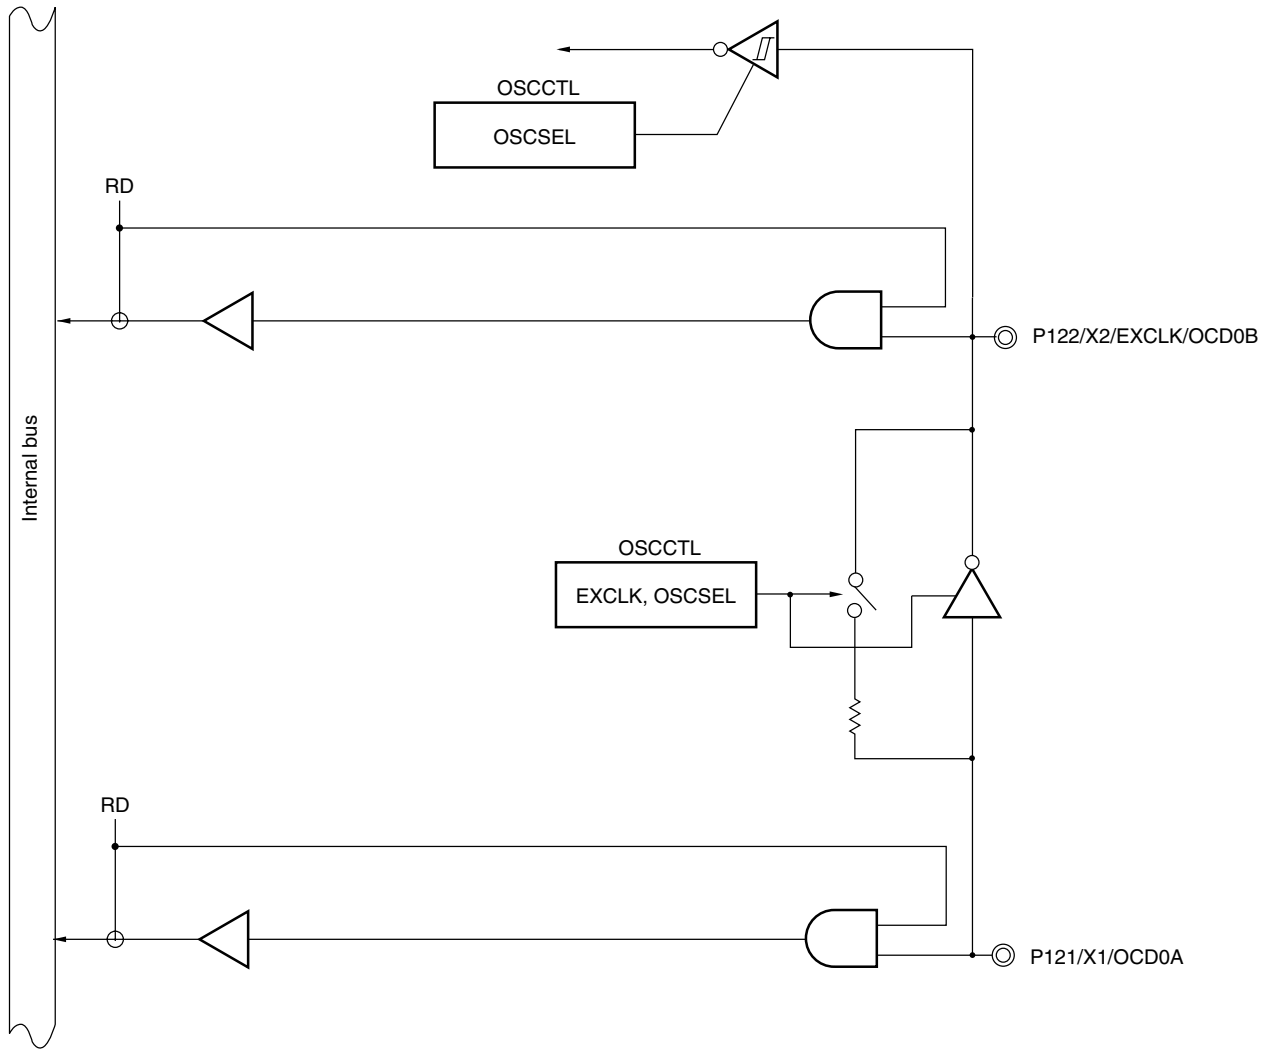 OSCCTL
OSCSEL
RD
P122/X2/EXCLK/OCD0B
Internal bus
OSCCTL
EXCLK, OSCSEL
RD
P121/X1/OCD0A